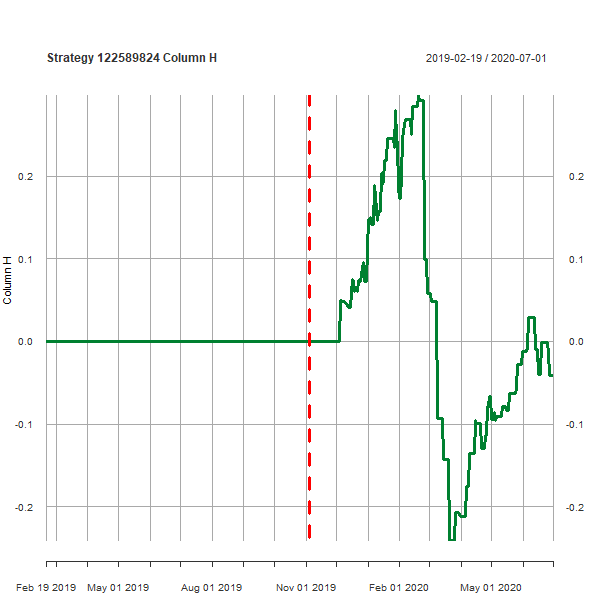 Strategy 122589824 Column H
2019-02-19 / 2020-07-01
0.2
0.2
0.1
0.1
Column H
0.0
0.0
-0.1
-0.1
-0.2
-0.2
Feb 19 2019
May 01 2019
Aug 01 2019
Nov 01 2019
Feb 01 2020
May 01 2020